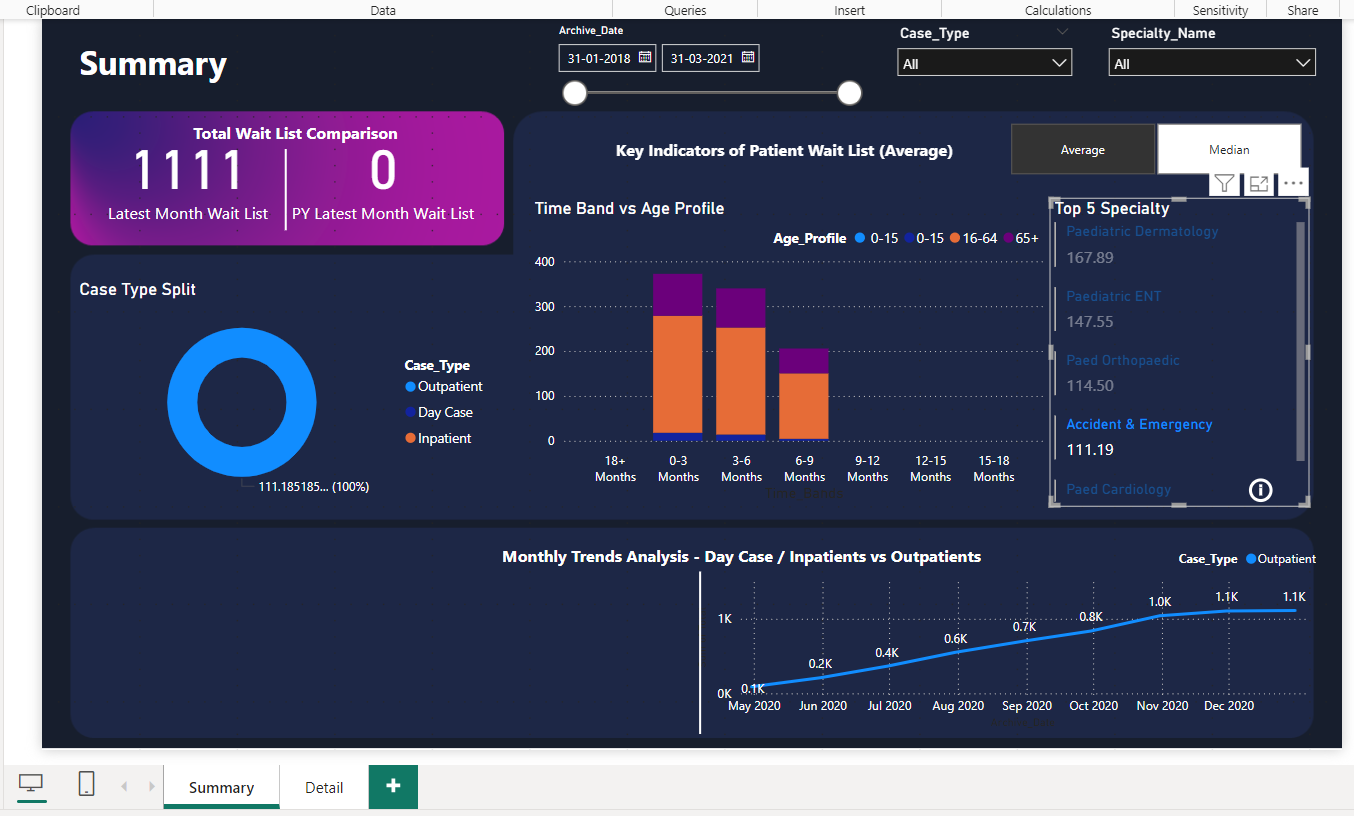 Clipboard Data Queries Insert Calculations Sensitivity Share
Summary
Archive_Date
31-01-2018 31-03-2021
Case_Type
All
Specialty_Name
All
Total Wait List Comparison
1111 0
Latest Month Wait List PY Latest Month Wait List
Key Indicators of Patient Wait List (Average)
Average Median
Time Band vs Age Profile
Age_Profile 0-15 0-15 16-64 65+
400
300
200
100
0
18+ Months
0-3 Months
3-6 Months
6-9 Months
9-12 Months
12-15 Months
15-18 Months
Top 5 Specialty
Paediatric Dermatology
167.89
Paediatric ENT
147.55
Paed Orthopaedic
114.50
Accident & Emergency
111.19
Paed Cardiology
Case Type Split
Case_Type
Outpatient
Day Case
Inpatient
111.185185... (100%)
Monthly Trends Analysis - Day Case / Inpatients vs Outpatients
Case_Type Outpatient
1K
0K
0.1K 0.2K 0.4K 0.6K 0.7K 0.8K 1.0K 1.1K 1.1K
May 2020 Jun 2020 Jul 2020 Aug 2020 Sep 2020 Oct 2020 Nov 2020 Dec 2020
Summary Detail +